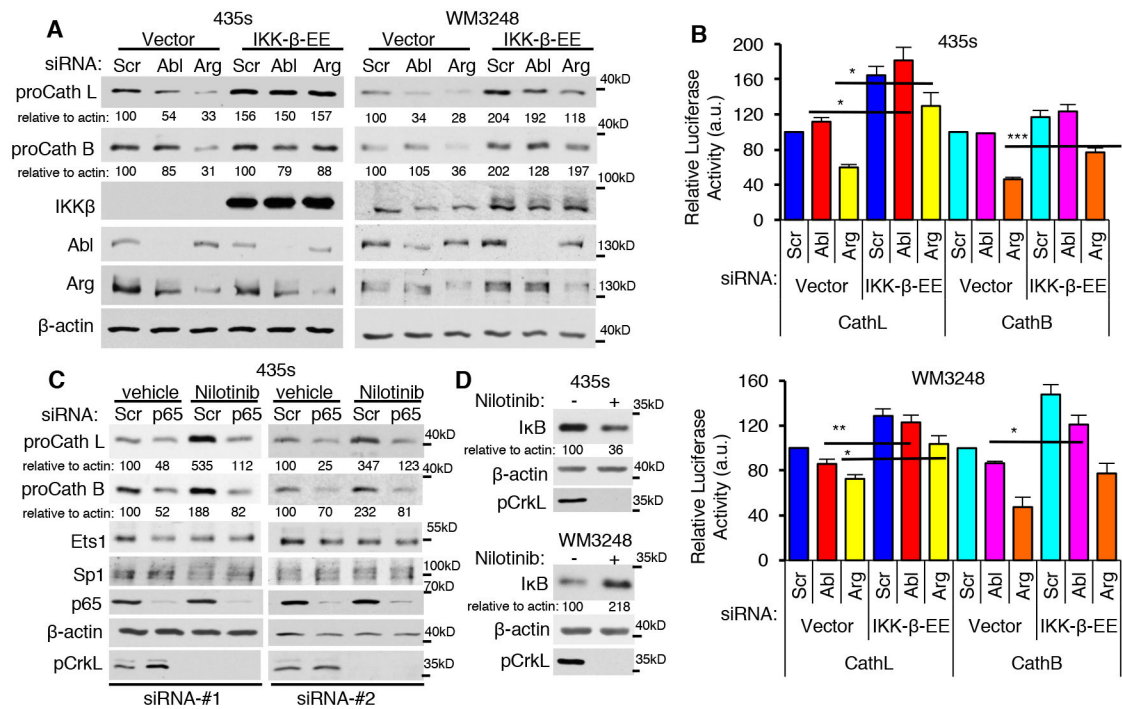 A
435s
WM3248
Vector IKK-β-EE Vector IKK-β-EE
siRNA: Scr Abl Arg Scr Abl Arg Scr Abl Arg Scr Abl Arg
proCath L 40kD
relative to actin: 100 54 33 156 150 157 100 34 28 204 192 118
40kD
proCath B
relative to actin: 100 85 31 100 79 88 100 105 36 202 128 197
100kD
IKKβ
Abl 130kD
Arg 130kD
β-actin 40kD
B
435s
Relative Luciferase
Activity (a.u.)
200
160
120
80
40
0
* * ***
Scr Abl Arg Scr Abl Arg Scr Abl Arg Scr Abl Arg
siRNA:
Vector IKK-β-EE Vector IKK-β-EE
CathL CathB
WM3248
Relative Luciferase
Activity (a.u.)
160
120
80
40
0
** * *
Scr Abl Arg Scr Abl Arg Scr Abl Arg Scr Abl Arg
siRNA:
Vector IKK-β-EE Vector IKK-β-EE
CathL CathB
C
435s
vehicle Nilotinib vehicle Nilotinib
siRNA: Scr p65 Scr p65 Scr p65 Scr p65
proCath L 40kD
relative to actin: 100 48 535 112 100 25 347 123
40kD
proCath B
relative to actin: 100 52 188 82 100 70 232 81
Ets1 55kD
Sp1 100kD
70kD
p65
β-actin 40kD
pCrkL 35kD
siRNA-#1 siRNA-#2
D
435s
Nilotinib: - +
35kD
IκB
relative to actin: 100 36
β-actin 40kD
pCrkL 35kD
WM3248
Nilotinib: - +
35kD
IκB
relative to actin: 100 218
β-actin 40kD
pCrkL 35kD